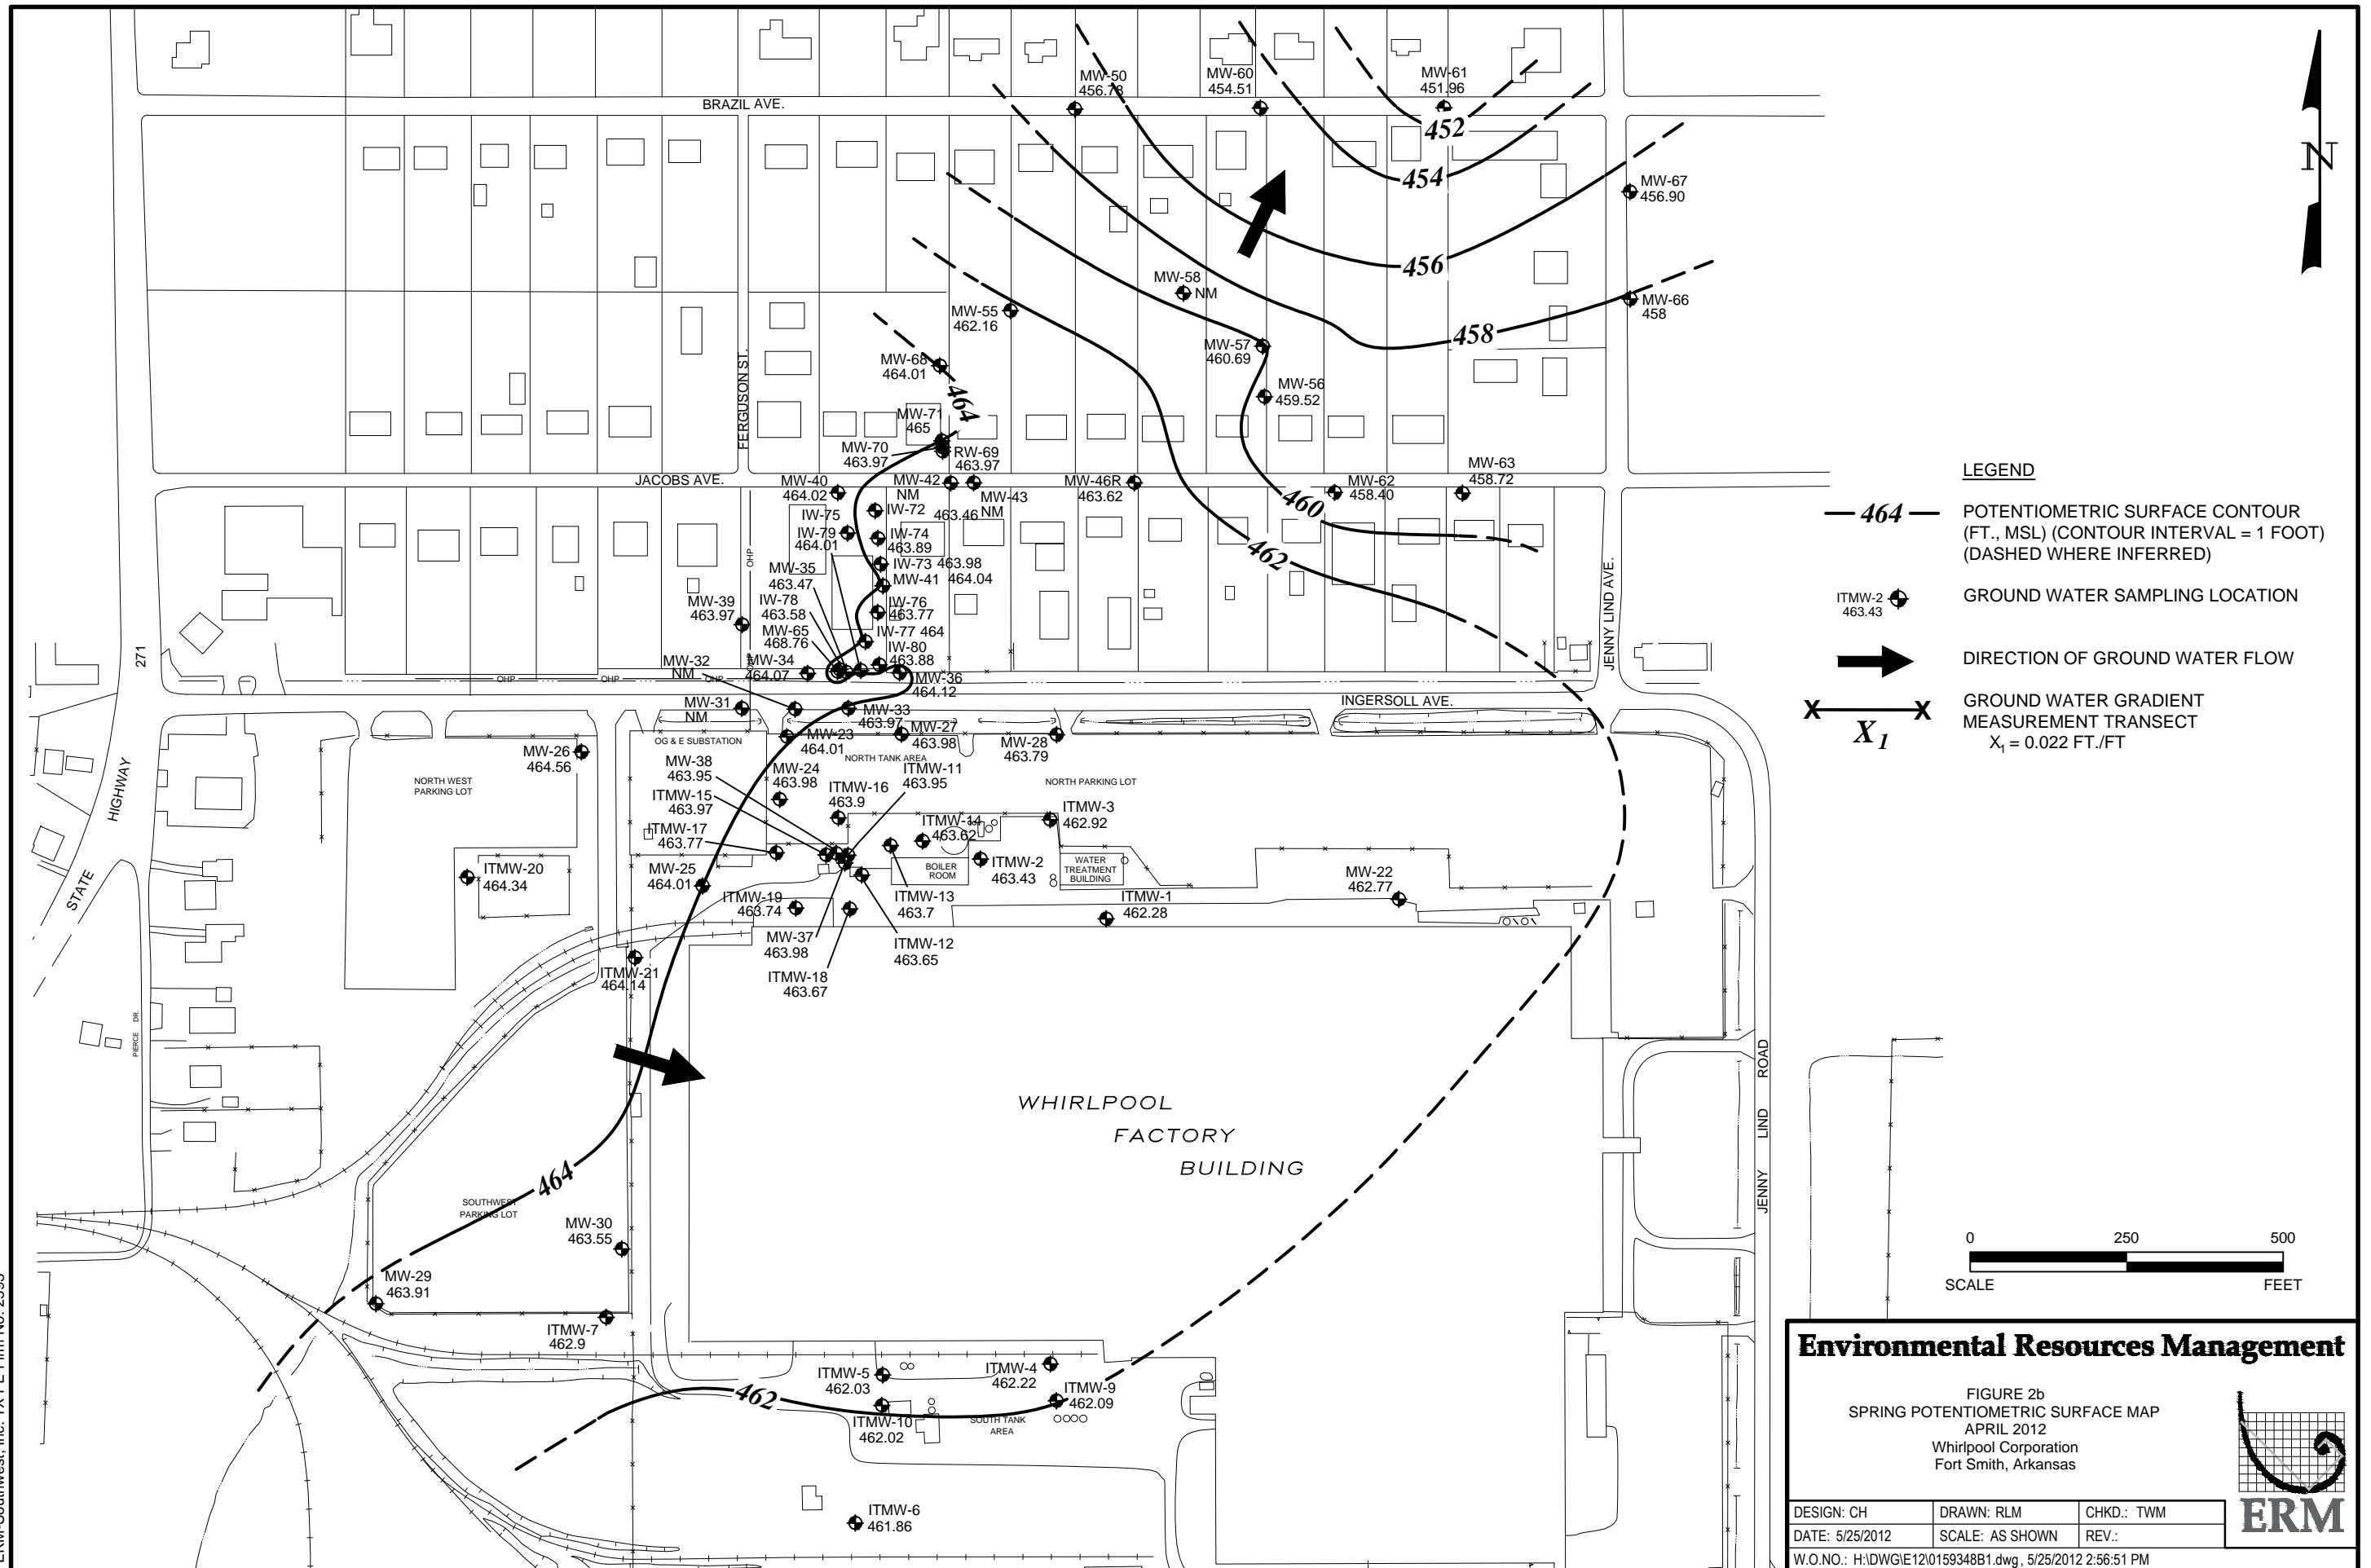 MW-50
456.78
MW-60
454.51
MW-61
451.96
BRAZIL AVE.
452
454
N
MW-67
456.90
456
MW-58
NM
MW-66
458
MW-55
462.16
458
MW-57
460.69
MW-68
464.01
MW-56
459.52
464
FERGUSON ST.
MW-71
465
MW-70
463.97
RW-69
463.97
JACOBS AVE.
MW-40
464.02
MW-42
NM
MW-43
NM
463.46
MW-46R
463.62
MW-62
458.40
MW-63
458.72
460
462
IW-72
IW-75
IW-79
464.01
IW-74
463.89
IW-73 463.98
MW-41 464.04
MW-35
463.47
IW-78
463.58
MW-65
468.76
IW-76
463.77
IW-77 464
IW-80
463.88
OHP
MW-39
463.97
MW-32
NM
MW-34
464.07
MW-36
464.12
OHP
OHP
OHP
OHP
271
INGERSOLL AVE.
JENNY LIND AVE.
LEGEND
464
POTENTIOMETRIC SURFACE CONTOUR
(FT., MSL) (CONTOUR INTERVAL = 1 FOOT)
(DASHED WHERE INFERRED)
ITMW-2
463.43
GROUND WATER SAMPLING LOCATION
DIRECTION OF GROUND WATER FLOW
X X
X1
GROUND WATER GRADIENT
MEASUREMENT TRANSECT
X1 = 0.022 FT./FT
MW-31
NM
MW-33
463.97
MW-23
464.01
MW-27
463.98
MW-28
463.79
OG & E SUBSTATION
NORTH TANK AREA
NORTH PARKING LOT
MW-26
464.56
NORTH WEST
PARKING LOT
STATE
HIGHWAY
MW-38
463.95
MW-24
463.98
ITMW-11
463.95
ITMW-15
463.97
ITMW-16
463.9
ITMW-3
462.92
ITMW-17
463.77
ITMW-14
463.62
ITMW-20
464.34
MW-25
464.01
BOILER
ROOM
ITMW-2
463.43
WATER
TREATMENT
BUILDING
MW-22
462.77
ITMW-19
463.74
ITMW-13
463.7
ITMW-1
462.28
MW-37
463.98
ITMW-12
463.65
ITMW-18
463.67
ITMW-21
464.14
PIERCE DR.
WHIRLPOOL
FACTORY
BUILDING
JENNY LIND ROAD
464
SOUTHWEST
PARKING LOT
MW-30
463.55
MW-29
463.91
ITMW-7
462.9
ITMW-5
462.03
ITMW-4
462.22
ITMW-9
462.09
462
ITMW-10
462.02
SOUTH TANK
AREA
ITMW-6
461.86
0 250 500
SCALE FEET
Environmental Resources Management
FIGURE 2b
SPRING POTENTIOMETRIC SURFACE MAP
APRIL 2012
Whirlpool Corporation
Fort Smith, Arkansas
ERM
DESIGN: CH DRAWN: RLM CHKD.: TWM
DATE: 5/25/2012 SCALE: AS SHOWN REV.:
W.O.NO.: H:\DWG\E12\0159348B1.dwg, 5/25/2012 2:56:51 PM